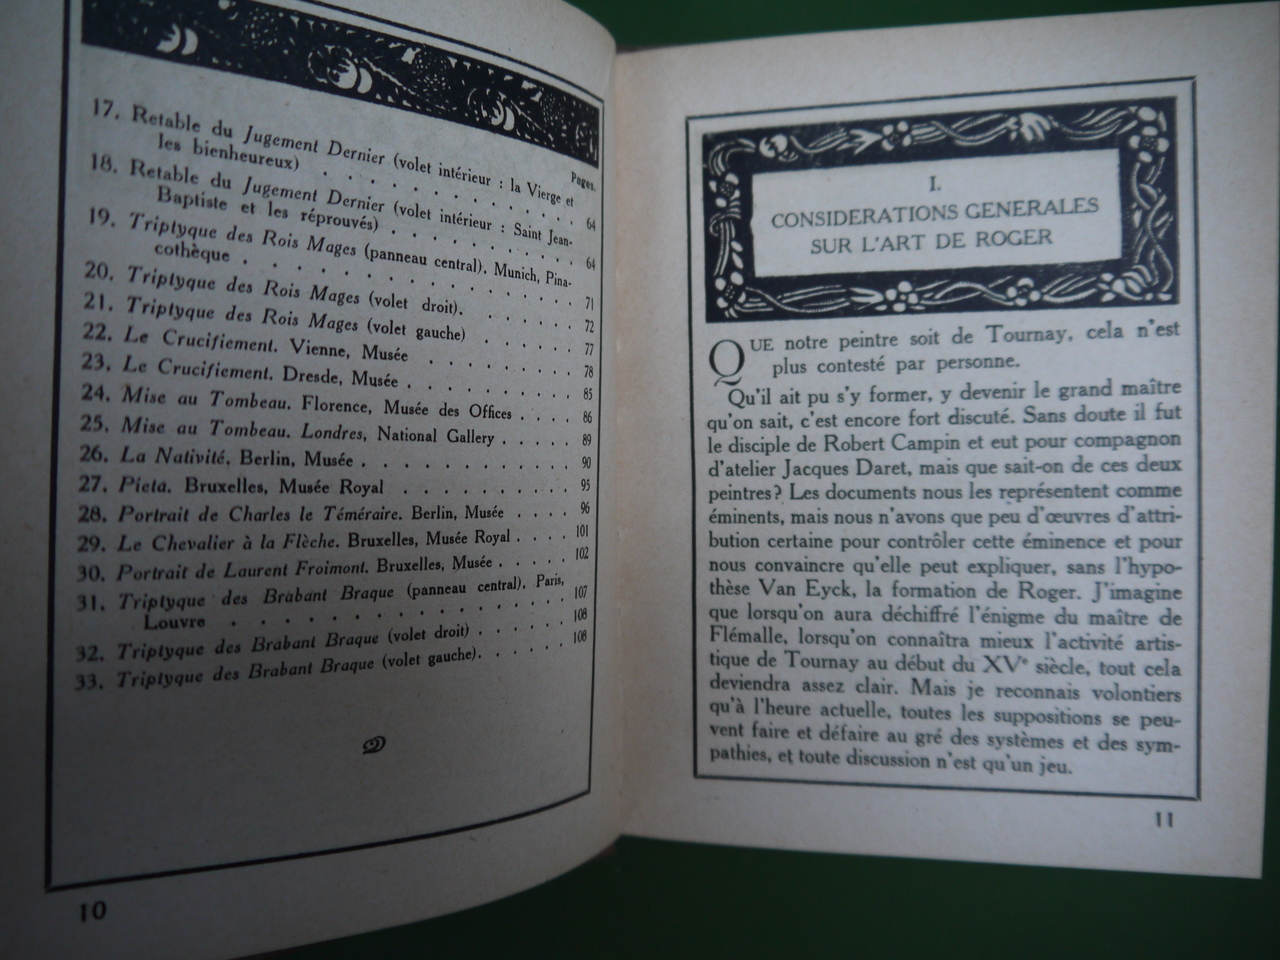 Pages.
17. Retable du Jugement Dernier (volet intérieur : la Vierge et
les bienheureux) . . . . . . . . . . . . 64
18. Retable du Jugement Dernier (volet intérieur : Saint Jean-
Baptiste et les réprouvés) . . . . . . . . . . 64
19. Triptyque des Rois Mages (panneau central). Munich, Pina-
cothèque . . . . . . . . . . . . . . . 71
20. Triptyque des Rois Mages (volet droit). . . . . . . 72
21. Triptyque des Rois Mages (volet gauche) . . . . . . 77
22. Le Crucifiement. Vienne, Musée . . . . . . . . 78
23. Le Crucifiement. Dresde, Musée . . . . . . . . . 85
24. Mise au Tombeau. Florence, Musée des Offices . . . . 86
25. Mise au Tombeau. Londres, National Gallery . . . . . 89
26. La Nativité. Berlin, Musée . . . . . . . . . . . 90
27. Pieta. Bruxelles, Musée Royal . . . . . . . . . 95
28. Portrait de Charles le Téméraire. Berlin, Musée . . . . 96
29. Le Chevalier à la Flèche. Bruxelles, Musée Royal . . . . 101
30. Portrait de Laurent Froimont. Bruxelles, Musée . . . . . 102
31. Triptyque des Brabant Braque (panneau central). Paris,
Louvre . . . . . . . . . . . . . . . . 107
32. Triptyque des Brabant Braque (volet droit) . . . . . . 108
33. Triptyque des Brabant Braque (volet gauche). . . . . . 108
10
I.
CONSIDERATIONS GENERALES
SUR L'ART DE ROGER
QUE notre peintre soit de Tournay, cela n'est
plus contesté par personne.
Qu'il ait pu s'y former, y devenir le grand maître
qu'on sait, c'est encore fort discuté. Sans doute il fut
le disciple de Robert Campin et eut pour compagnon
d'atelier Jacques Daret, mais que sait-on de ces deux
peintres? Les documents nous les représentent comme
éminents, mais nous n'avons que peu d'œuvres d'attri-
bution certaine pour contrôler cette éminence et pour
nous convaincre qu'elle peut expliquer, sans l'hypo-
thèse Van Eyck, la formation de Roger. J'imagine
que lorsqu'on aura déchiffré l'énigme du maître de
Flémalle, lorsqu'on connaîtra mieux l'activité artis-
tique de Tournay au début du XVe siècle, tout cela
deviendra assez clair. Mais je reconnais volontiers
qu'à l'heure actuelle, toutes les suppositions se peu-
vent faire et défaire au gré des systèmes et des sym-
pathies, et toute discussion n'est qu'un jeu.
11